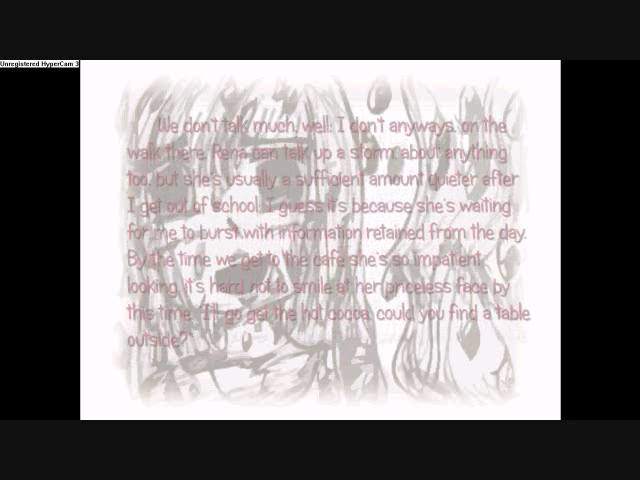 Unregistered HyperCam 3
We don't talk much, well, I don't anyways, on the
walk there. Rena can talk up a storm about anything
too, but she's usually a sufficient amount quieter after
I get out of school. I guess it's because she's waiting
for me to burst with information retained from the day.
By the time we get to the cafe she's so impatient
looking, it's hard not to smile at her priceless face by
this time. "I'll go get the hot cocoa, could you find a table
outside?"